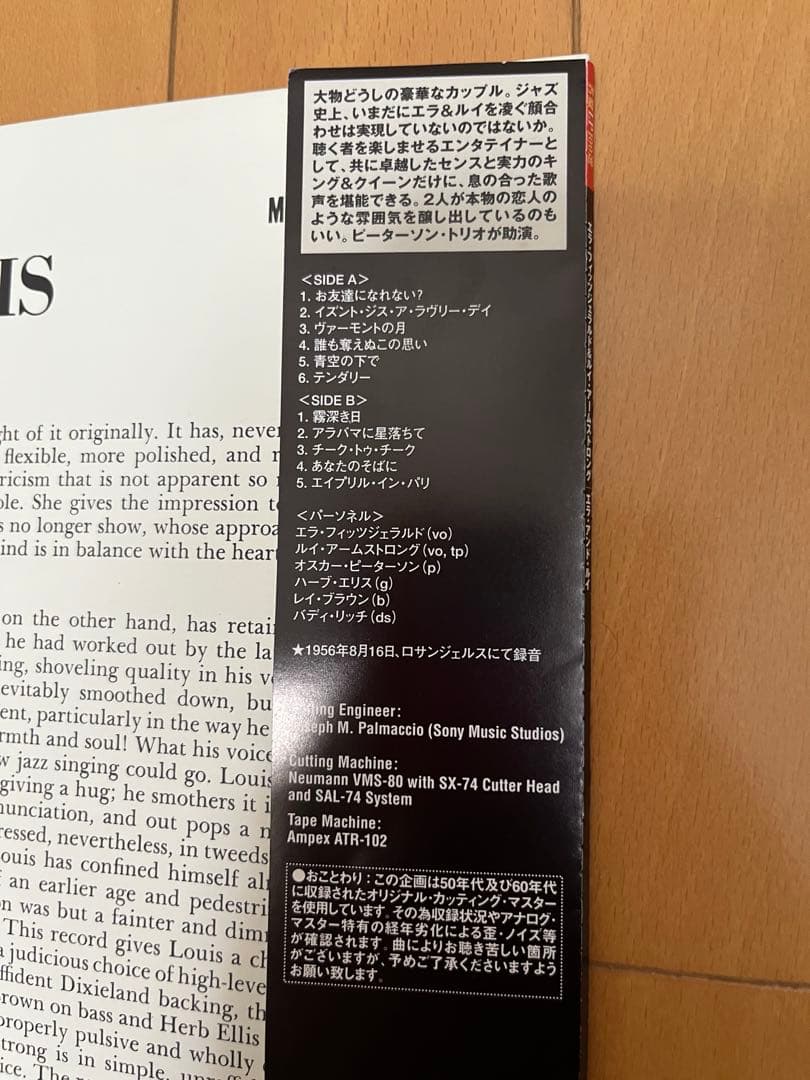 大物どうしの豪華なカップル。ジャズ
史上、いまだにエラ&ルイを凌ぐ顔合
わせは実現していないのではないか。
聴く者を楽しませるエンタテイナーと
して、共に卓越したセンスと実力のキ
ング&クイーンだけに、息の合った歌
声を堪能できる。2人が本物の恋人の
ような雰囲気を醸し出しているのも
いい。ピーターソン・トリオが助演。
<SIDE A>
1. お友達になれない?
2. イズント・ジス・ア・ラヴリー・デイ
3. ヴァーモントの月
4. 誰も奪えぬこの思い
5. 青空の下で
6. テンダリー
<SIDE B>
1. 霧深き日
2. アラバマに星落ちて
3. チーク・トゥ・チーク
4. あなたのそばに
5. エイプリル・イン・パリ
<パーソネル>
エラ・フィッツジェラルド(vo)
ルイ・アームストロング(vo, tp)
オスカー・ピーターソン(p)
ハーブ・エリス(g)
レイ・ブラウン(b)
バディ・リッチ(ds)
★1956年8月16日、ロサンジェルスにて録音
Engineer:
M. Palmaccio (Sony Music Studios)
Cutting Machine:
Neumann VMS-80 with SX-74 Cutter Head
and SAL-74 System
Tape Machine:
Ampex ATR-102
●おことわり:この企画は50年代及び60年代
に収録されたオリジナル・カッティング・マスター
を使用しています。その為収録状況やアナログ・
マスター特有の経年劣化による歪・ノイズ等
が確認されます。曲によりお聴き苦しい箇所
がございますが、予めご了承くださいますよう
お願い致します。
M
IS
ght of it originally. It has, never
flexible, more polished, and
ricism that is not apparent so
ole. She gives the impression
s no longer show, whose approa
ind is in balance with the heart
on the other hand, has retai
he had worked out by the la
ing, shoveling quality in his
evitably smoothed down, bu
ent, particularly in the way he
rmth and soul! What his voice
w jazz singing could go. Louis
giving a hug; he smothers it
nunciation, and out pops a
ressed, nevertheless, in tweeds
Louis has confined himself al
an earlier age and pedestri
on was but a fainter and dim
This record gives Louis a ch
a judicious choice of high-leve
ffident Dixieland backing, th
rown on bass and Herb Ellis
properly pulsive and wholly
strong is in simple,
ice. The